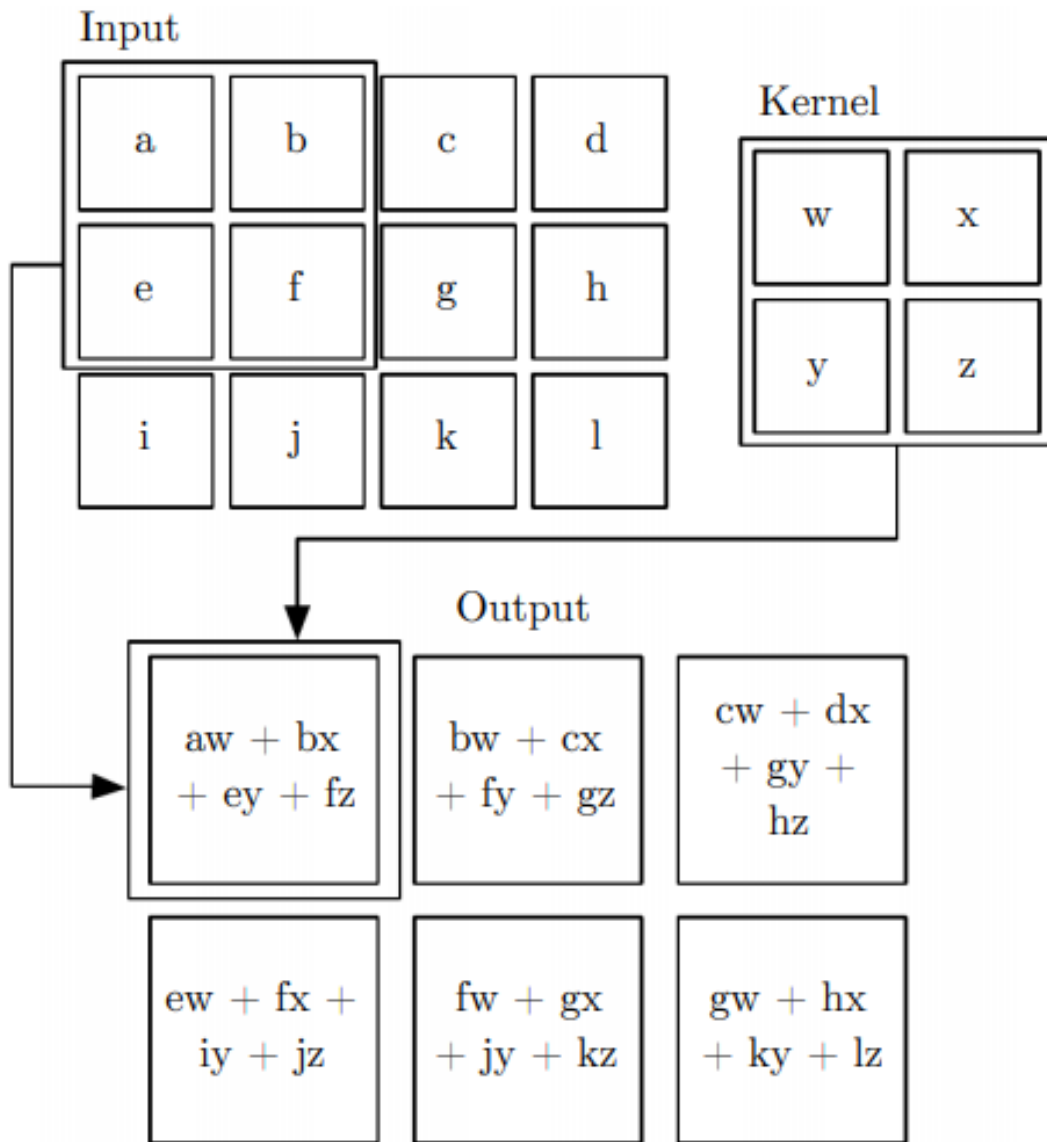 Input
a b c d
Kernel
w x
e f g h
y z
i j k l
Output
aw + bx
+ ey + fz
bw + cx
+ fy + gz
cw + dx
+ gy +
hz
ew + fx +
iy + jz
fw + gx
+ jy + kz
gw + hx
+ ky + lz